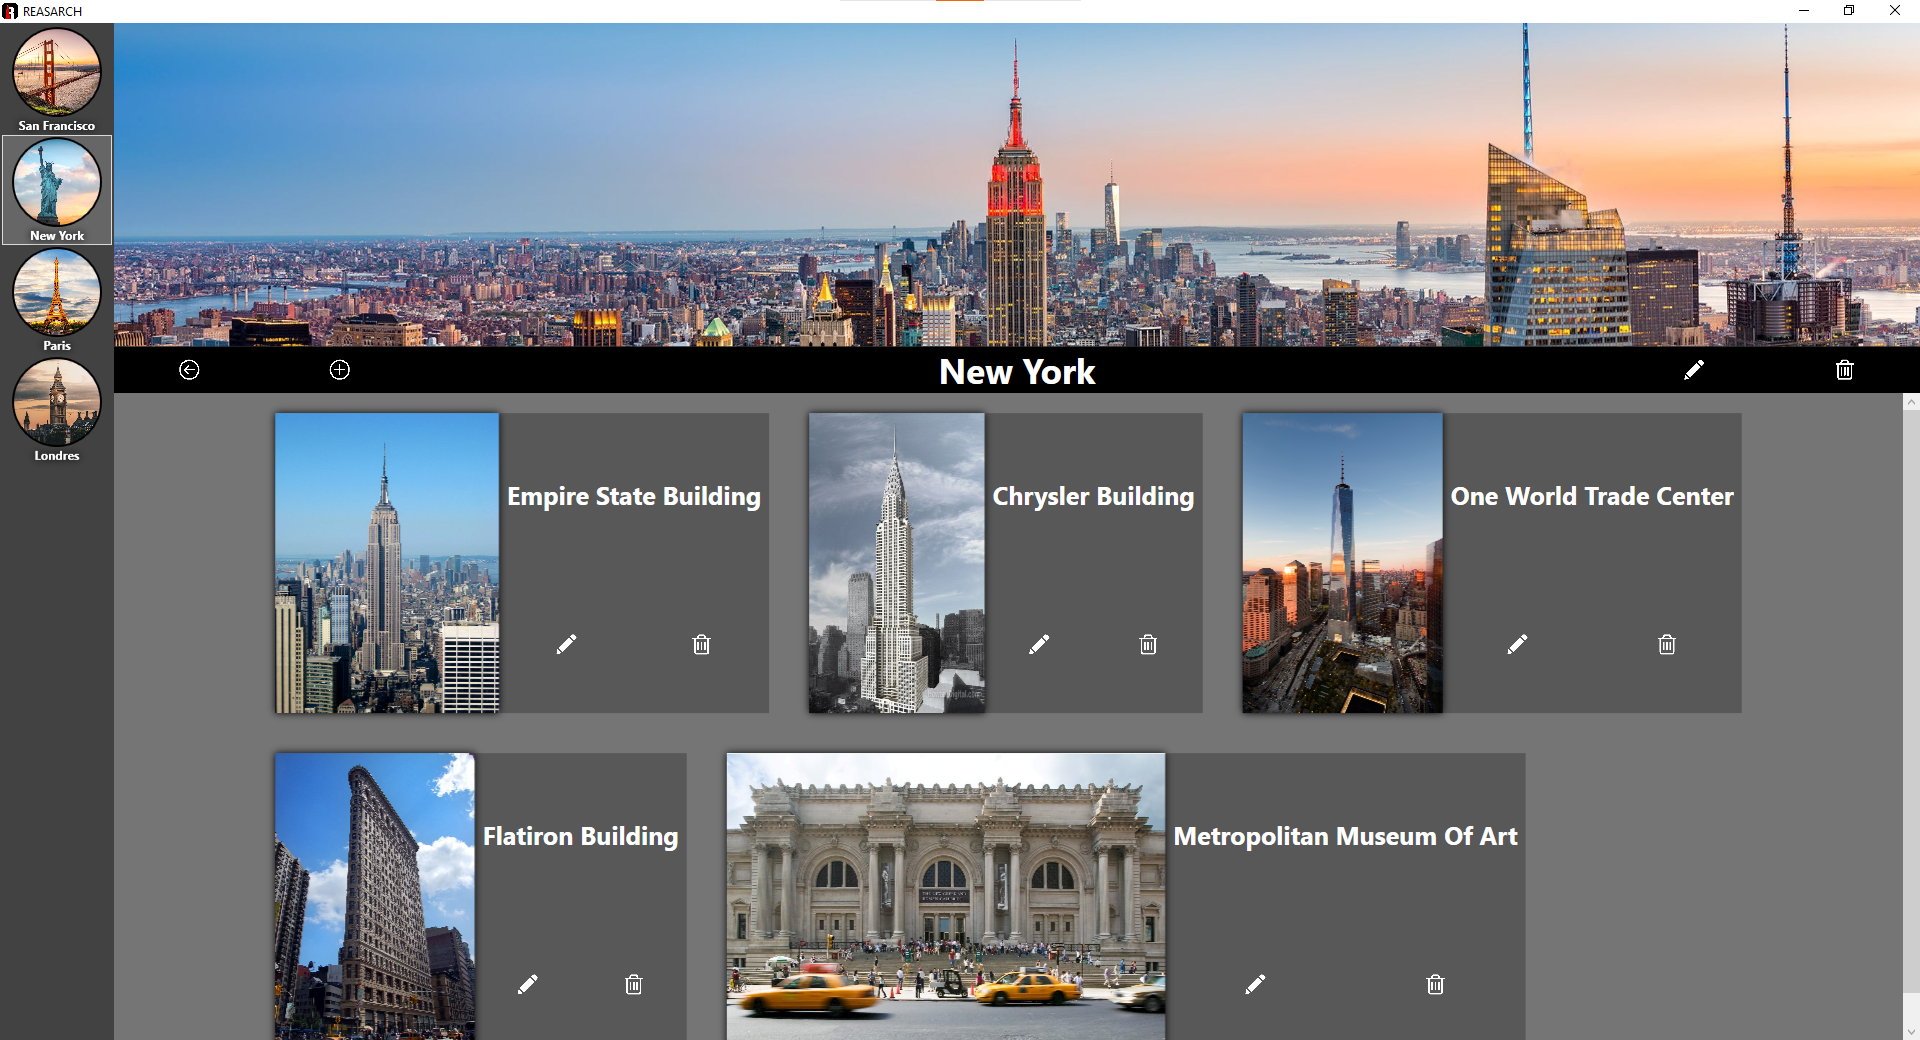 REASARCH
San Francisco
New York
Paris
Londres
New York
Empire State Building
Chrysler Building
One World Trade Center
Flatiron Building
Metropolitan Museum Of Art